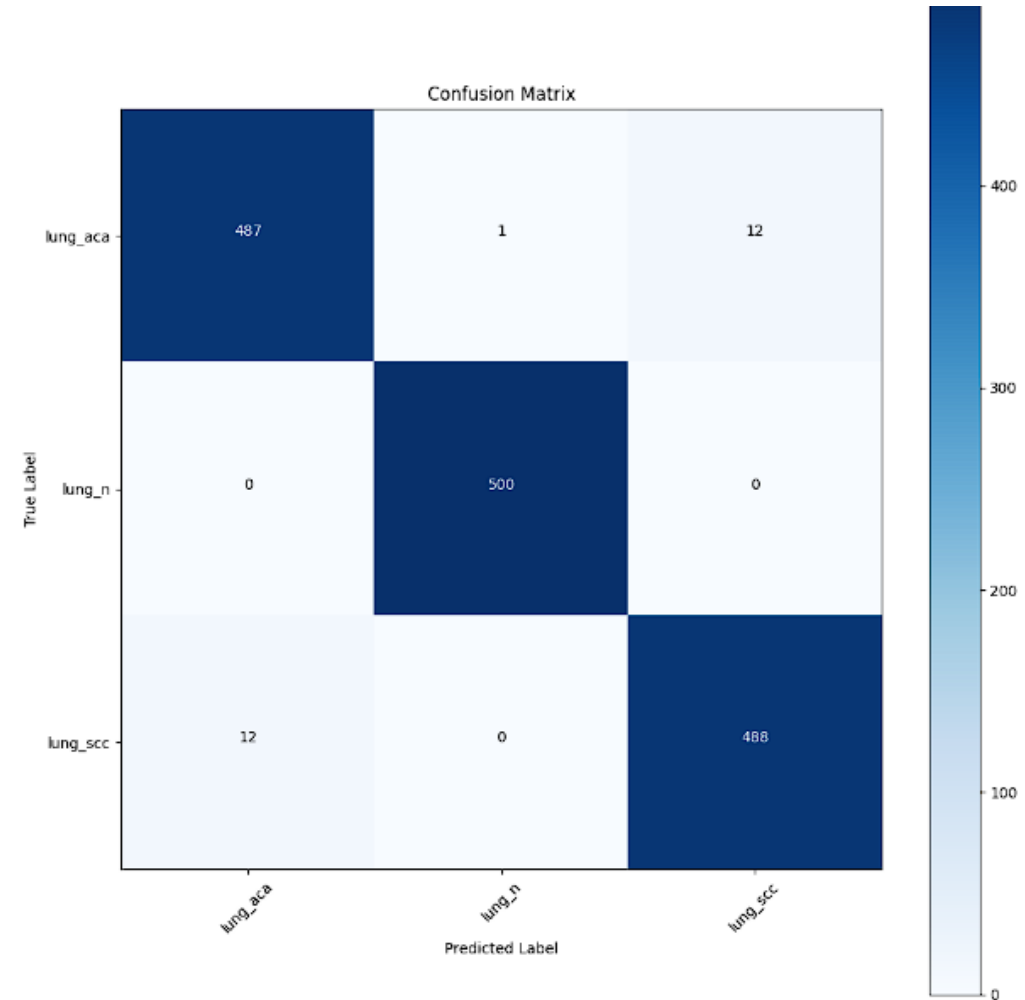 Confusion Matrix
lung_aca 487 1 12
lung_n 0 500 0
lung_scc 12 0 488
True Label
lung_aca lung_n lung_scc
Predicted Label
400
300
200
100
0